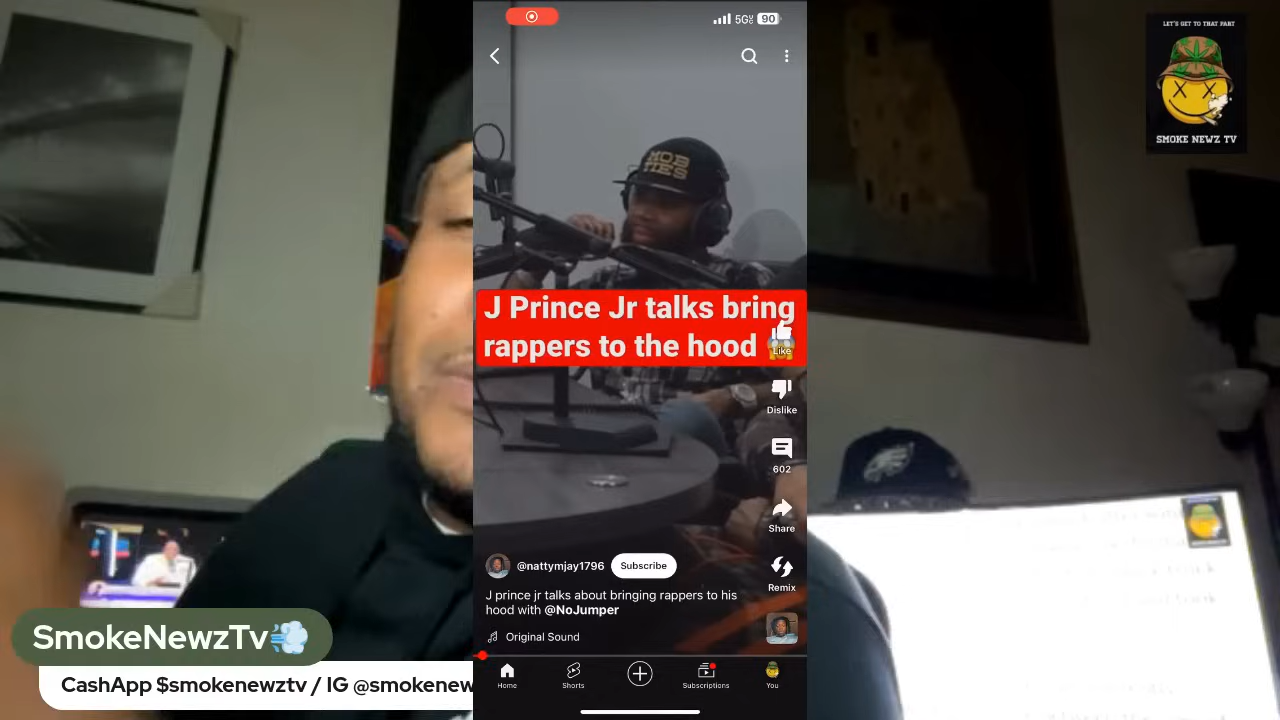 LET'S GET TO THAT PART
SMOKE NEWZ TV
5G
90
MOB
TIES
J Prince Jr talks bring
rappers to the hood 😱
Like
Dislike
602
Share
Remix
@nattymjay1796
Subscribe
J prince jr talks about bringing rappers to his
hood with @NoJumper
Original Sound
Home
Shorts
Subscriptions
You
SmokeNewzTv💨
CashApp $smokenewztv / IG @smokenew